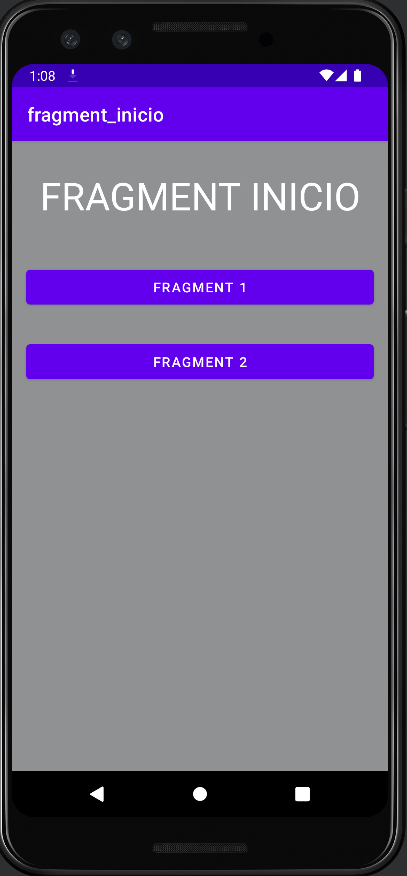 1:08
fragment_inicio
FRAGMENT INICIO
FRAGMENT 1
FRAGMENT 2